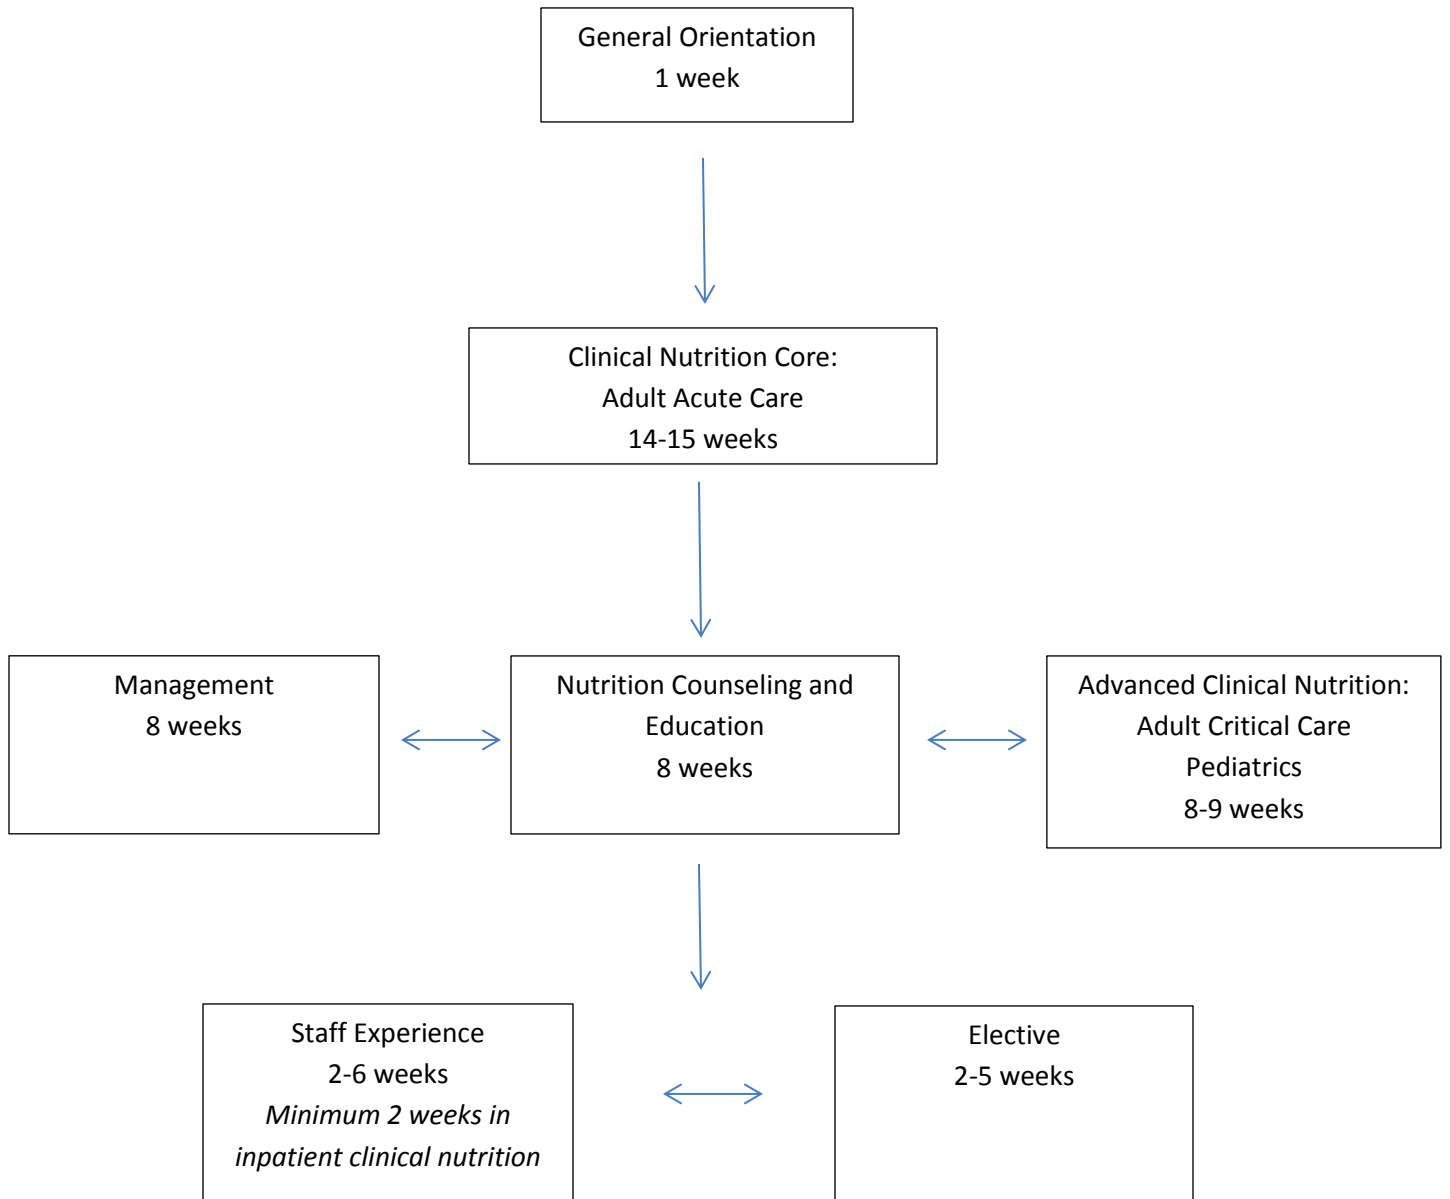 General Orientation
1 week
Clinical Nutrition Core:
Adult Acute Care
14-15 weeks
Management
8 weeks
Nutrition Counseling and
Education
8 weeks
Advanced Clinical Nutrition:
Adult Critical Care
Pediatrics
8-9 weeks
Staff Experience
2-6 weeks
Minimum 2 weeks in
inpatient clinical nutrition
Elective
2-5 weeks